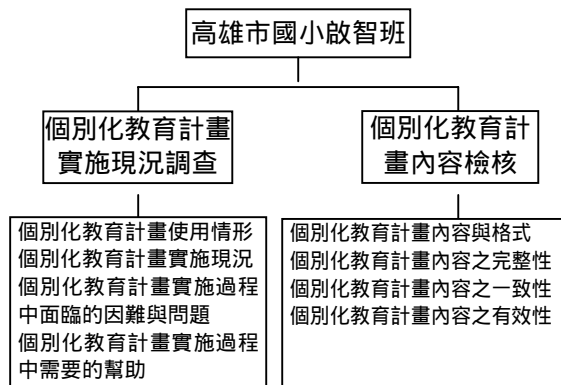 高雄市國小啟智班
個別化教育計畫
實施現況調查
個別化教育計
畫內容檢核
個別化教育計畫使用情形
個別化教育計畫實施現況
個別化教育計畫實施過程
中面臨的因難與問題
個別化教育計畫實施過程
中需要的幫助
個別化教育計畫內容與格式
個別化教育計畫內容之完整性
個別化教育計畫內容之一致性
個別化教育計畫內容之有效性